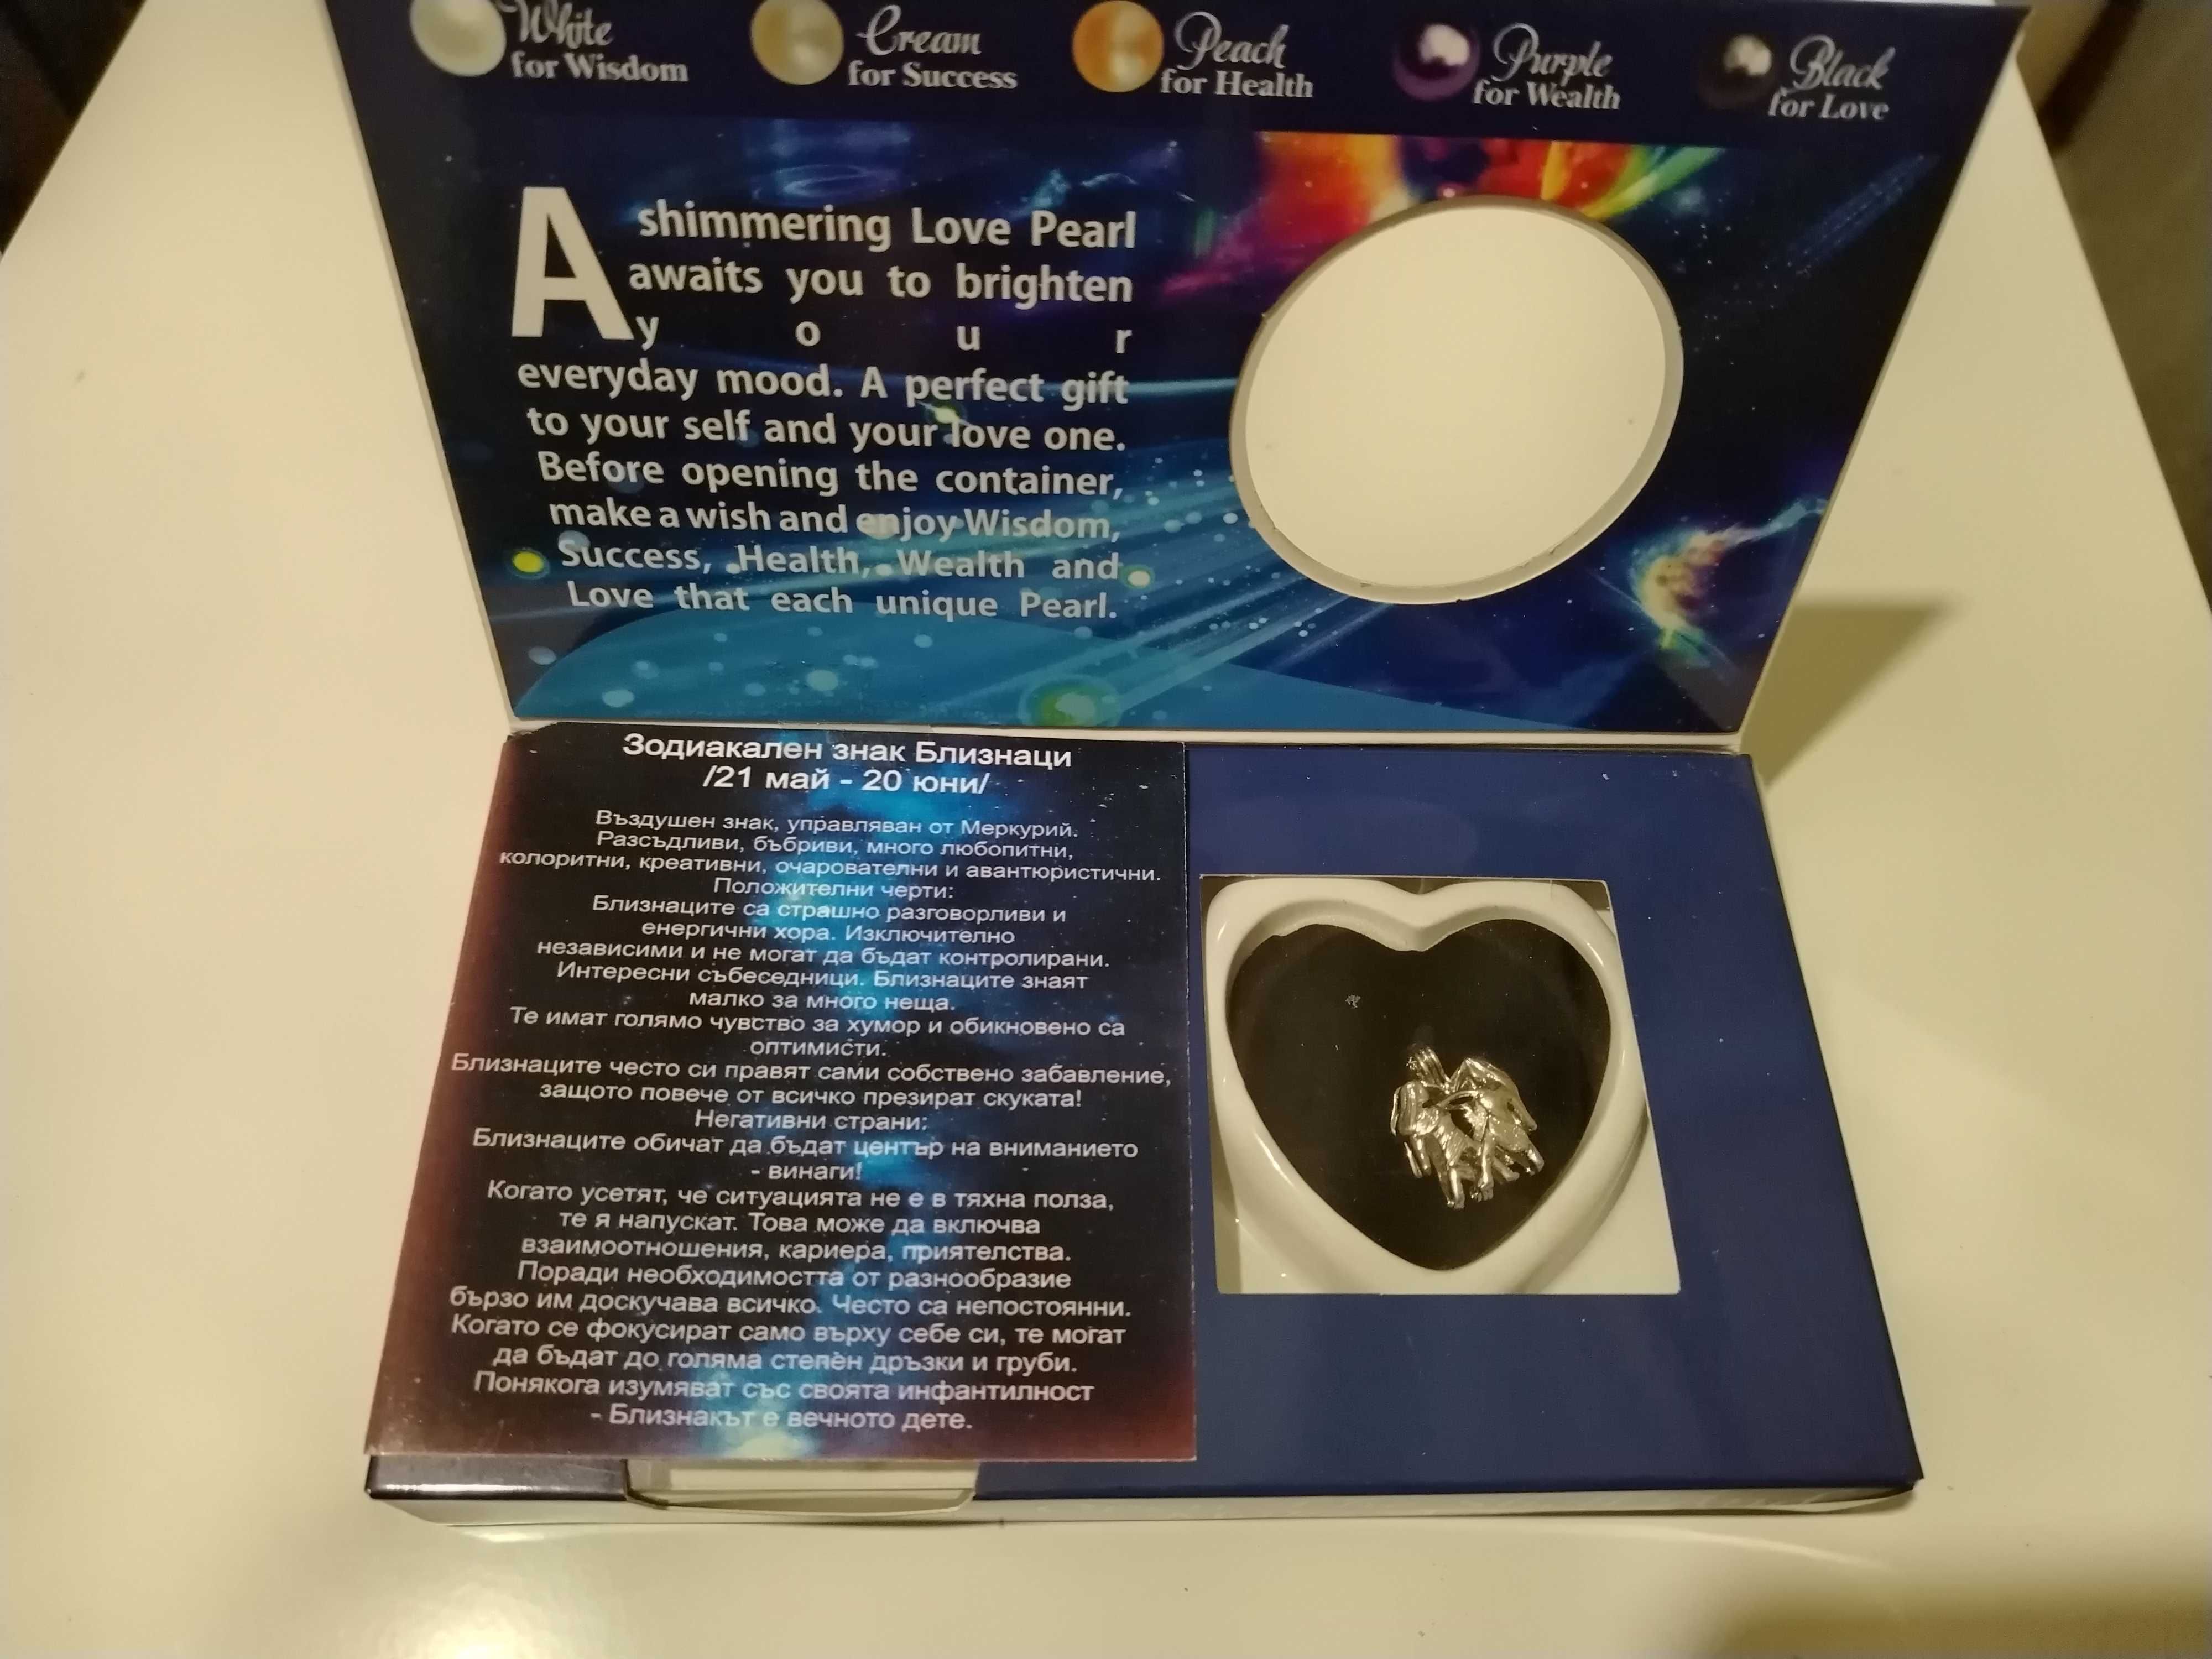 White
for Wisdom
Cream
for Success
Peach
for Health
Purple
for Wealth
Black
for Love
A shimmering Love Pearl
awaits you to brighten
y o u r
everyday mood. A perfect gift
to your self and your love one.
Before opening the container,
make a wish and enjoy Wisdom,
Success, Health, Wealth and
Love that each unique Pearl.
Зодиакален знак Близнаци
/21 май - 20 юни/
Въздушен знак, управляван от Меркурий.
Разсъдливи, бъбриви, много любопитни,
колоритни, креативни, очарователни и авантюристични.
Положителни черти:
Близнаците са страшно разговорливи и
енергични хора. Изключително
независими и не могат да бъдат контролирани.
Интересни събеседници. Близнаците знаят
малко за много неща.
Те имат голямо чувство за хумор и обикновено са
оптимисти.
Близнаците често си правят сами собствено забавление,
защото повече от всичко презират скуката!
Негативни страни:
Близнаците обичат да бъдат център на вниманието
- винаги!
Когато усетят, че ситуацията не е в тяхна полза,
те я напускат. Това може да включва
взаимоотношения, кариера, приятелства.
Поради необходимостта от разнообразие
бързо им доскучава всичко. Често са непостоянни.
Когато се фокусират само върху себе си, те могат
да бъдат до голяма степен дръзки и груби.
Понякога изумяват със своята инфантилност
- Близнакът е вечното дете.